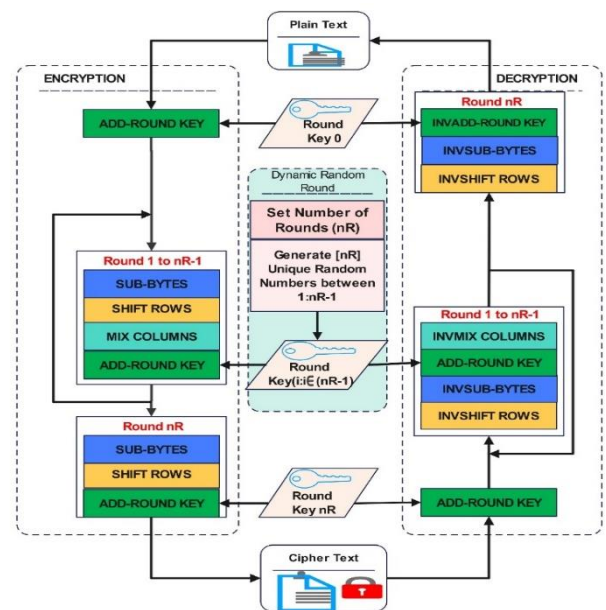 Plain Text
ENCRYPTION
DECRYPTION
ADD-ROUND KEY
Round
Key 0
Round nR
INVADD-ROUND KEY
INVSUB-BYTES
INVSHIFT ROWS
Dynamic Random
Round
Set Number of
Rounds (nR)
Generate [nR]
Unique Random
Numbers between
1:nR-1
Round 1 to nR-1
SUB-BYTES
SHIFT ROWS
MIX COLUMNS
ADD-ROUND KEY
Round
Key(i:i∈(nR-1)
Round 1 to nR-1
INVMIX COLUMNS
ADD-ROUND KEY
INVSUB-BYTES
INVSHIFT ROWS
Round nR
SUB-BYTES
SHIFT ROWS
ADD-ROUND KEY
Round
Key nR
ADD-ROUND KEY
Cipher Text